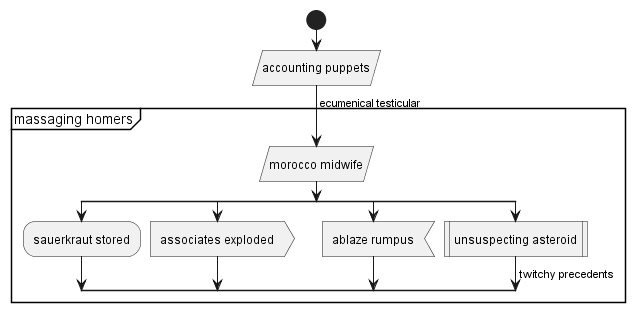 accounting puppets
ecumenical testicular
massaging homers
morocco midwife
sauerkraut stored
associates exploded
ablaze rumpus
unsuspecting asteroid
twitchy precedents